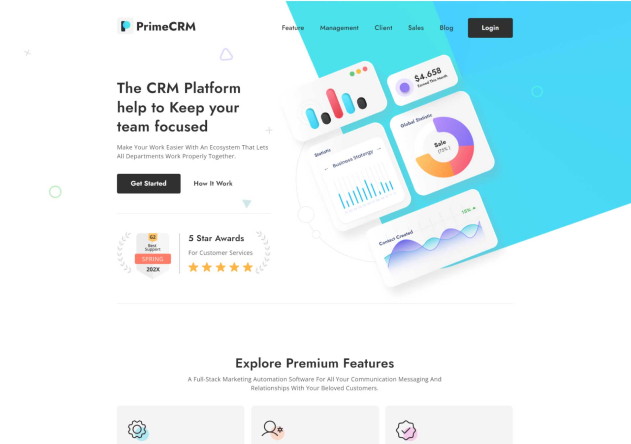 PrimeCRM
Feature Management Client Sales Blog Login
The CRM Platform
help to Keep your
team focused
Make Your Work Easier With An Ecosystem That Lets
All Departments Work Properly Together.
Get Started How It Work
G2
Best
Support
SPRING
202X
5 Star Awards
For Customer Services
$4.658
Earned This Month
Statistic
Business Stategy
Global Statistic
Sale
Contact Created
10%
Explore Premium Features
A Full-Stack Marketing Automation Software For All Your Communication Messaging And
Relationships With Your Beloved Customers.